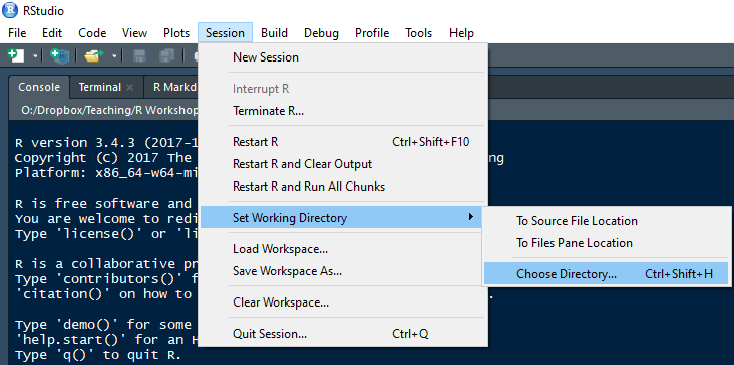 RStudio
File Edit Code View Plots Session Build Debug Profile Tools Help
Console Terminal R Markd
O:/Dropbox/Teaching/R Workshop
R version 3.4.3 (2017-1
Copyright (C) 2017 The
Platform: x86_64-w64-mi
R is free software and
You are welcome to redi
Type 'license()' or 'li
R is a collaborative pr
Type 'contributors()' f
'citation()' on how to
Type 'demo()' for some
'help.start()' for an H
Type 'q()' to quit R.
New Session
Interrupt R
Terminate R...
Restart R Ctrl+Shift+F10
Restart R and Clear Output
Restart R and Run All Chunks
Set Working Directory
Load Workspace...
Save Workspace As...
Clear Workspace...
Quit Session... Ctrl+Q
To Source File Location
To Files Pane Location
Choose Directory... Ctrl+Shift+H